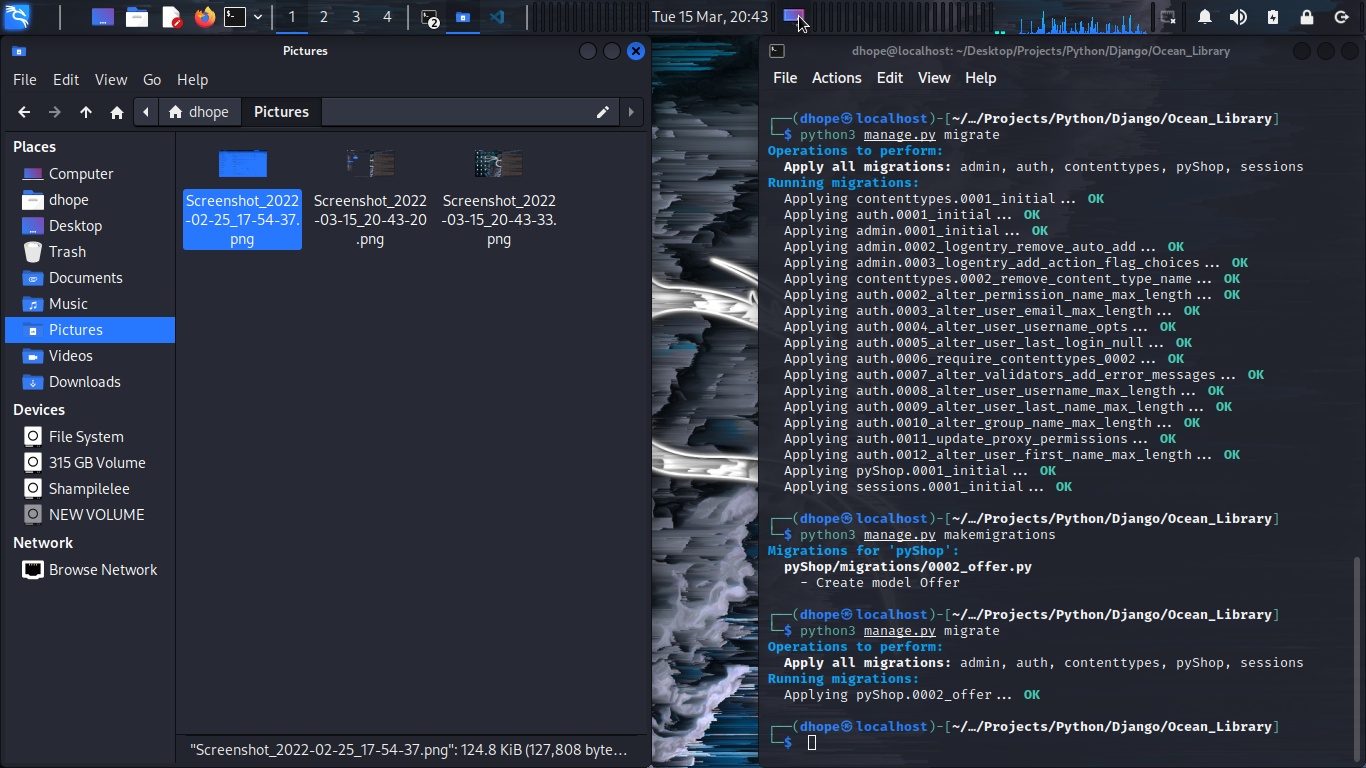 1 2 3 4 2 Tue 15 Mar, 20:43
Pictures
File Edit View Go Help
dhope Pictures
Places
Computer
dhope
Desktop
Trash
Documents
Music
Pictures
Videos
Downloads
Devices
File System
315 GB Volume
Shampilelee
NEW VOLUME
Network
Browse Network
Screenshot_2022
-02-25_17-54-37.
png
Screenshot_2022
-03-15_20-43-20
.png
Screenshot_2022
-03-15_20-43-33.
png
"Screenshot_2022-02-25_17-54-37.png": 124.8 KiB (127,808 byte...
dhope@localhost: ~/Desktop/Projects/Python/Django/Ocean_Library
File Actions Edit View Help
┌──(dhope㉿localhost)-[~/…/Projects/Python/Django/Ocean_Library]
└─$ python3 manage.py migrate
Operations to perform:
Apply all migrations: admin, auth, contenttypes, pyShop, sessions
Running migrations:
Applying contenttypes.0001_initial... OK
Applying auth.0001_initial... OK
Applying admin.0001_initial... OK
Applying admin.0002_logentry_remove_auto_add... OK
Applying admin.0003_logentry_add_action_flag_choices... OK
Applying contenttypes.0002_remove_content_type_name... OK
Applying auth.0002_alter_permission_name_max_length... OK
Applying auth.0003_alter_user_email_max_length... OK
Applying auth.0004_alter_user_username_opts... OK
Applying auth.0005_alter_user_last_login_null... OK
Applying auth.0006_require_contenttypes_0002... OK
Applying auth.0007_alter_validators_add_error_messages... OK
Applying auth.0008_alter_user_username_max_length... OK
Applying auth.0009_alter_user_last_name_max_length... OK
Applying auth.0010_alter_group_name_max_length... OK
Applying auth.0011_update_proxy_permissions... OK
Applying auth.0012_alter_user_first_name_max_length... OK
Applying pyShop.0001_initial... OK
Applying sessions.0001_initial... OK
┌──(dhope㉿localhost)-[~/…/Projects/Python/Django/Ocean_Library]
└─$ python3 manage.py makemigrations
Migrations for 'pyShop':
pyShop/migrations/0002_offer.py
- Create model Offer
┌──(dhope㉿localhost)-[~/…/Projects/Python/Django/Ocean_Library]
└─$ python3 manage.py migrate
Operations to perform:
Apply all migrations: admin, auth, contenttypes, pyShop, sessions
Running migrations:
Applying pyShop.0002_offer... OK
┌──(dhope㉿localhost)-[~/…/Projects/Python/Django/Ocean_Library]
└─$